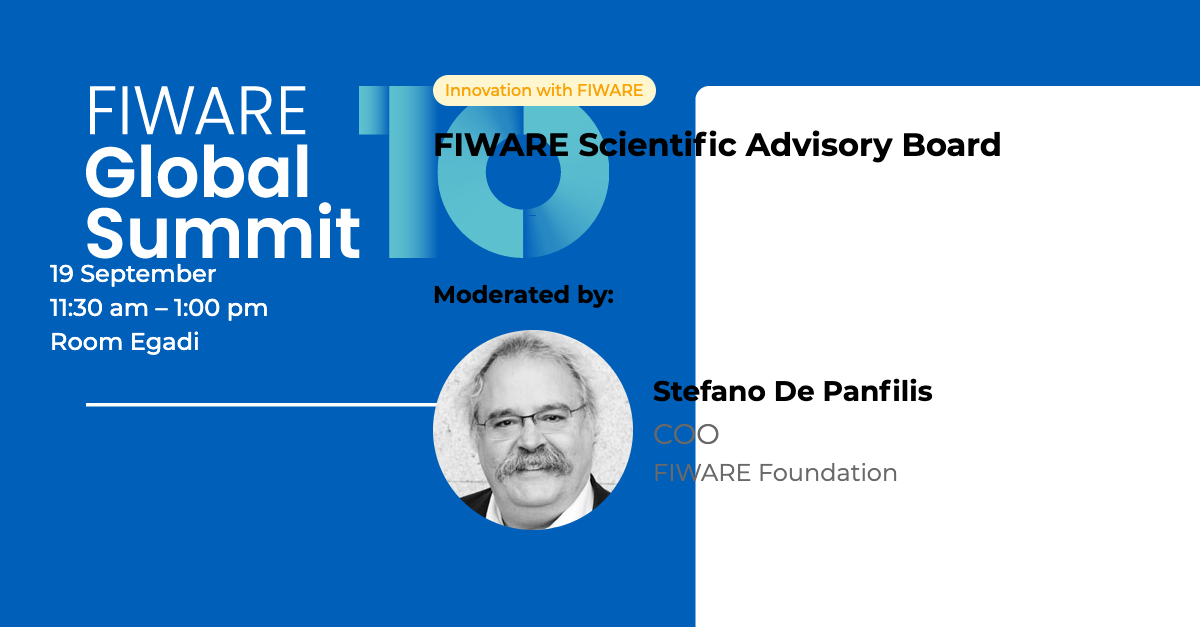 FIWARE
Global
Summit
10
19 September
11:30 am – 1:00 pm
Room Egadi
Innovation with FIWARE
FIWARE Scientific Advisory Board
Moderated by:
Stefano De Panfilis
COO
FIWARE Foundation